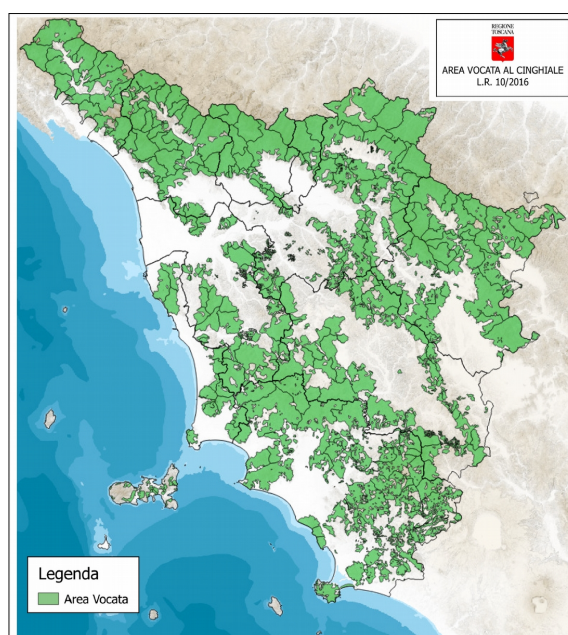 REGIONE
TOSCANA
AREA VOCATA AL CINGHIALE
L.R. 10/2016
Legenda
Area Vocata